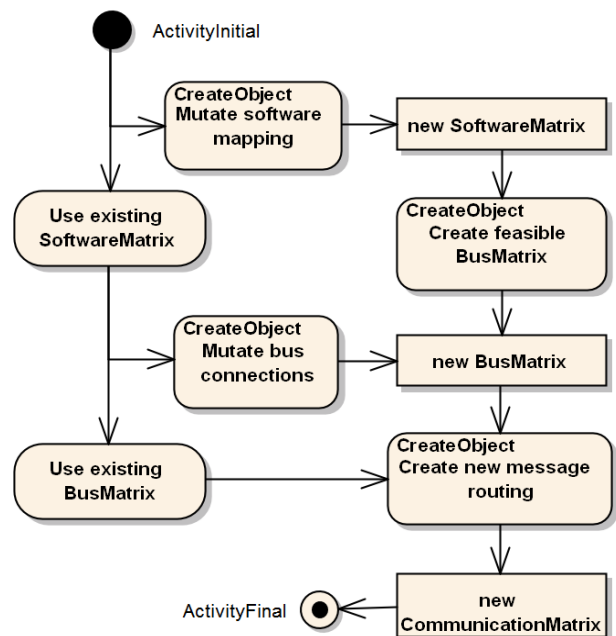 ActivityInitial
CreateObject
Mutate software
mapping
new SoftwareMatrix
Use existing
SoftwareMatrix
CreateObject
Create feasible
BusMatrix
CreateObject
Mutate bus
connections
new BusMatrix
Use existing
BusMatrix
CreateObject
Create new message
routing
ActivityFinal
new
CommunicationMatrix